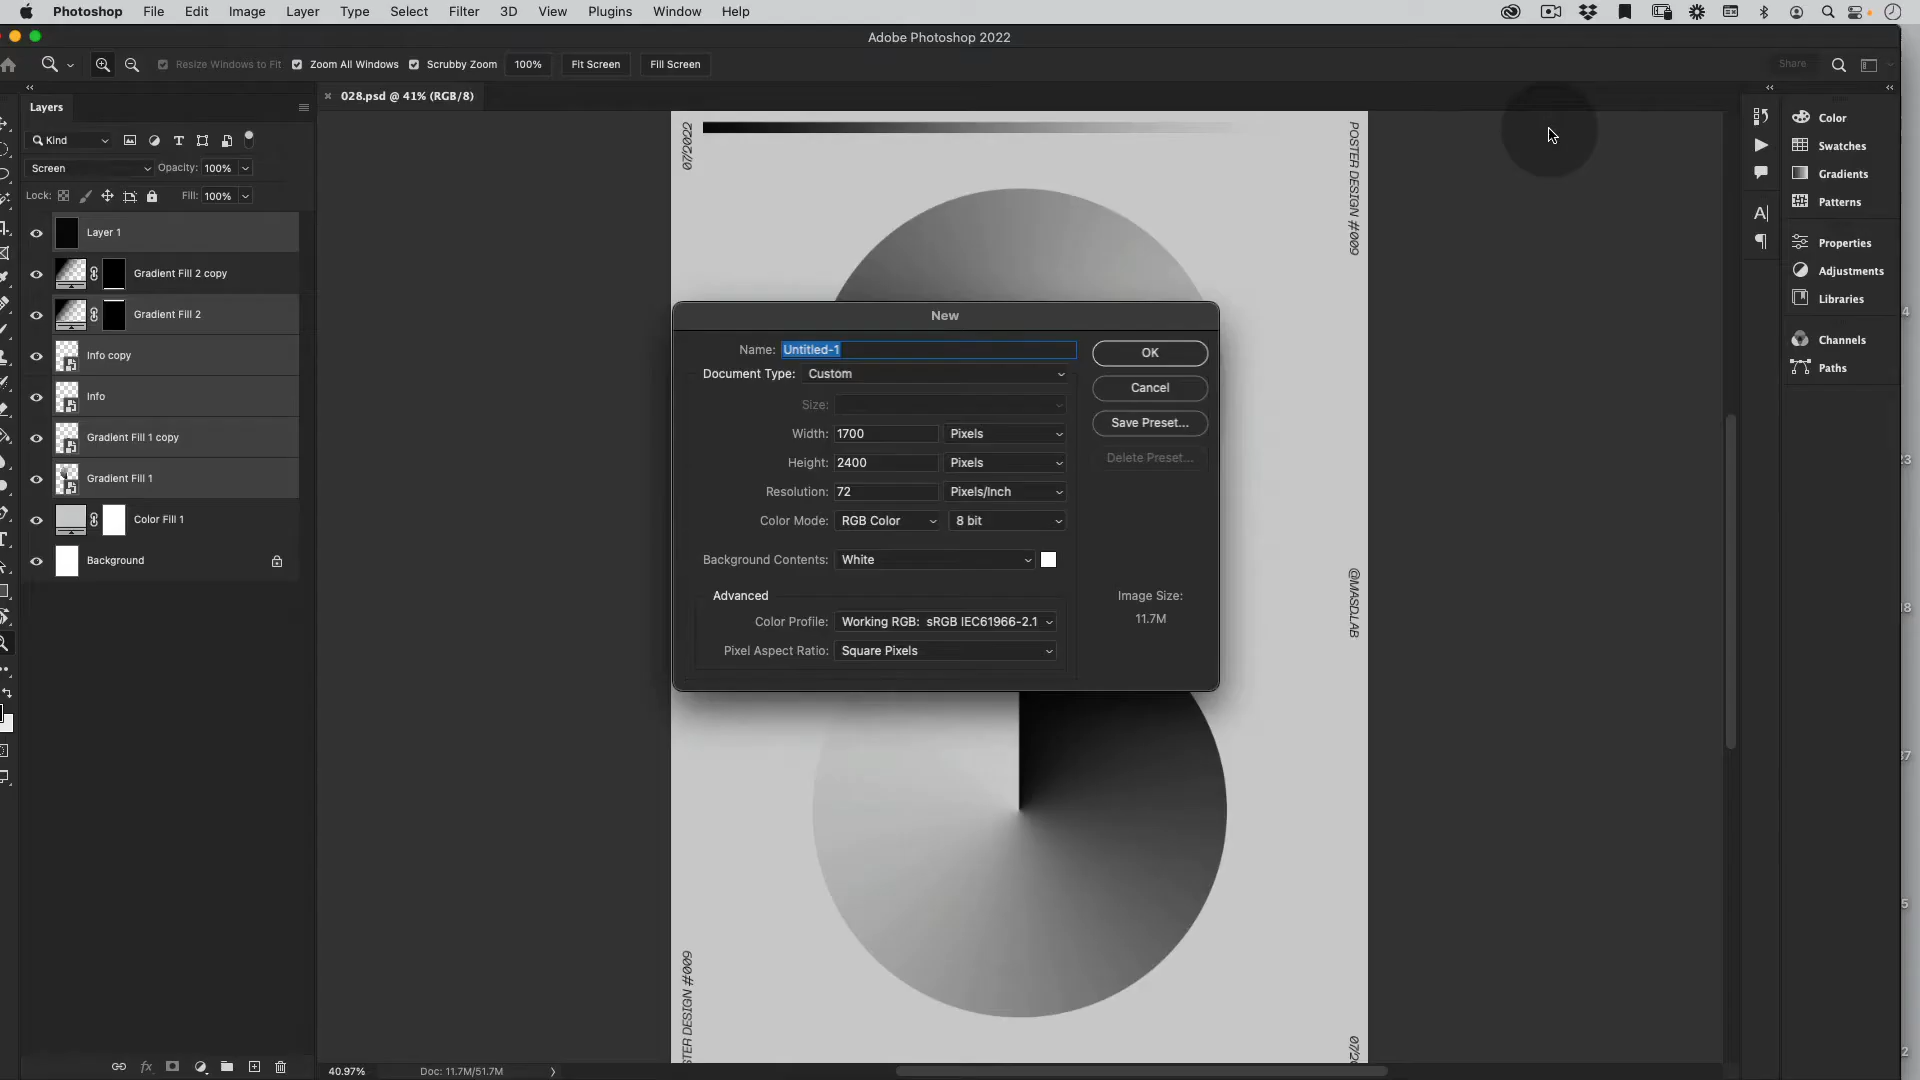 Photoshop File Edit Image Layer Type Select Filter 3D View Plugins Window Help
Adobe Photoshop 2022
Resize Windows to Fit Zoom All Windows Scrubby Zoom 100% Fit Screen Fill Screen Share
Layers
028.psd @ 41% (RGB/8)
Kind
Screen Opacity: 100%
Lock: Fill: 100%
Layer 1
Gradient Fill 2 copy
Gradient Fill 2
Info copy
Info
Gradient Fill 1 copy
Gradient Fill 1
Color Fill 1
Background
07/2022
POSTER DESIGN #009
@MASD.LAB
STER DESIGN #009
07/20
New
Name: Untitled-1
Document Type: Custom
Size:
Width: 1700 Pixels
Height: 2400 Pixels
Resolution: 72 Pixels/Inch
Color Mode: RGB Color 8 bit
Background Contents: White
Advanced
Color Profile: Working RGB: sRGB IEC61966-2.1
Pixel Aspect Ratio: Square Pixels
OK
Cancel
Save Preset...
Delete Preset...
Image Size:
11.7M
Color
Swatches
Gradients
Patterns
Properties
Adjustments
Libraries
Channels
Paths
40.97% Doc: 11.7M/51.7M